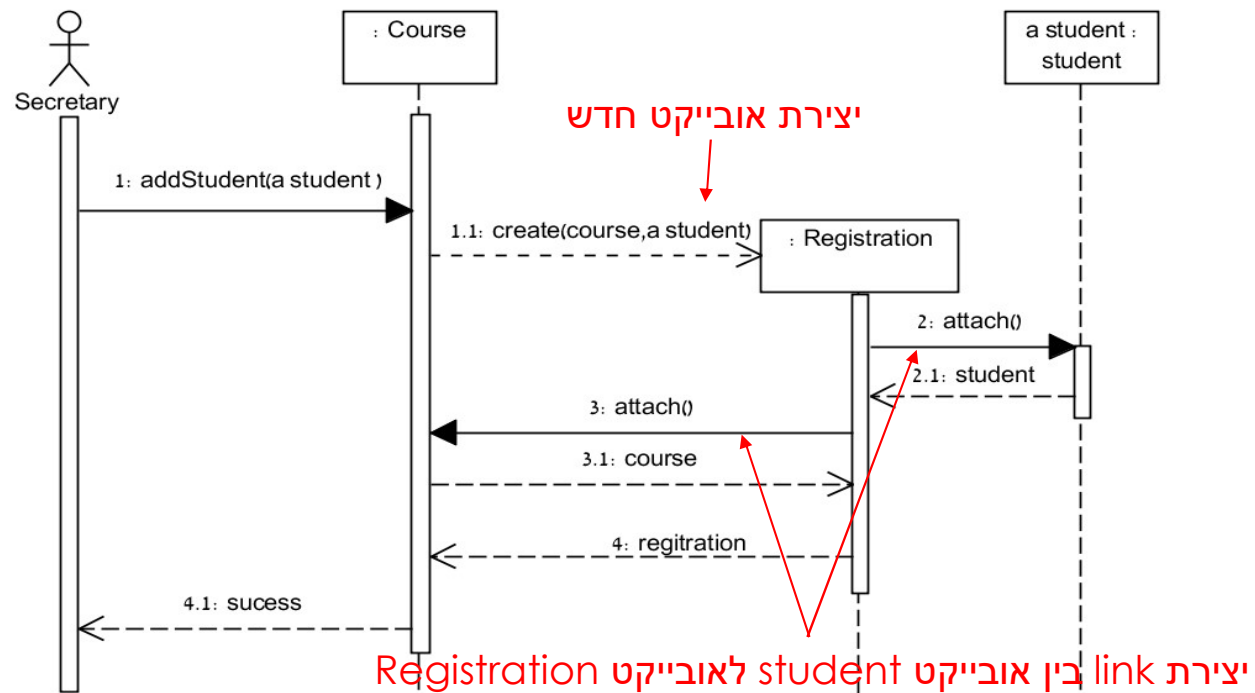 : Course
a student :
student
Secretary
יצירת אובייקט חדש
1: addStudent(a student )
1.1: create(course,a student)
: Registration
2: attach()
2.1: student
3: attach()
3.1: course
4: regitration
4.1: sucess
יצירת link בין אובייקט student לאובייקט Registration